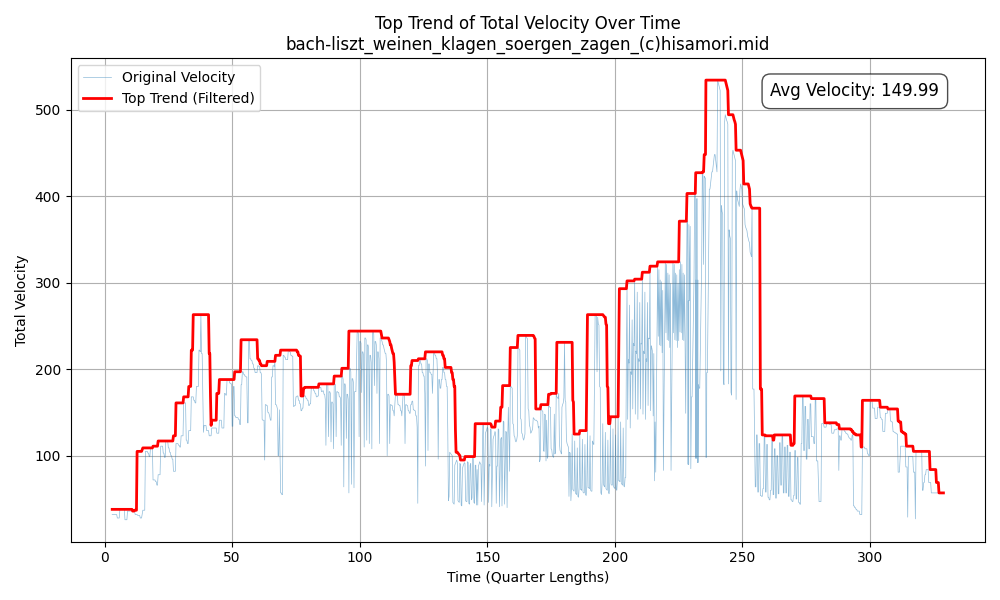 Top Trend of Total Velocity Over Time
bach-liszt_weinen_klagen_soergen_zagen_(c)hisamori.mid
Original Velocity
Top Trend (Filtered)
Avg Velocity: 149.99
Total Velocity
500
400
300
200
100
0 50 100 150 200 250 300
Time (Quarter Lengths)